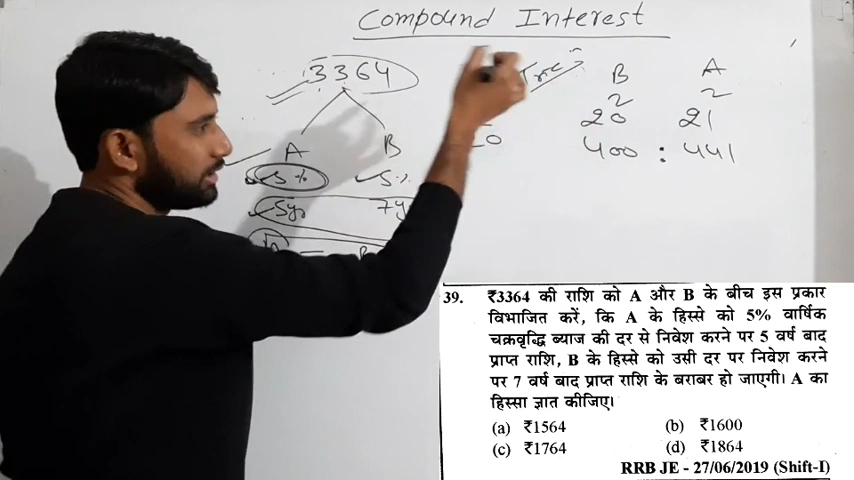 Compound Interest
3364
B A
2 2
A B 20 21
5% 5%
400 : 441
5yr 7y
39. ₹3364 की राशि को A और B के बीच इस प्रकार
विभाजित करें, कि A के हिस्से को 5% वार्षिक
चक्रवृद्धि ब्याज की दर से निवेश करने पर 5 वर्ष बाद
प्राप्त राशि, B के हिस्से को उसी दर पर निवेश करने
पर 7 वर्ष बाद प्राप्त राशि के बराबर हो जाएगी। A का
हिस्सा ज्ञात कीजिए।
(a) ₹1564 (b) ₹1600
(c) ₹1764 (d) ₹1864
RRB JE - 27/06/2019 (Shift-I)